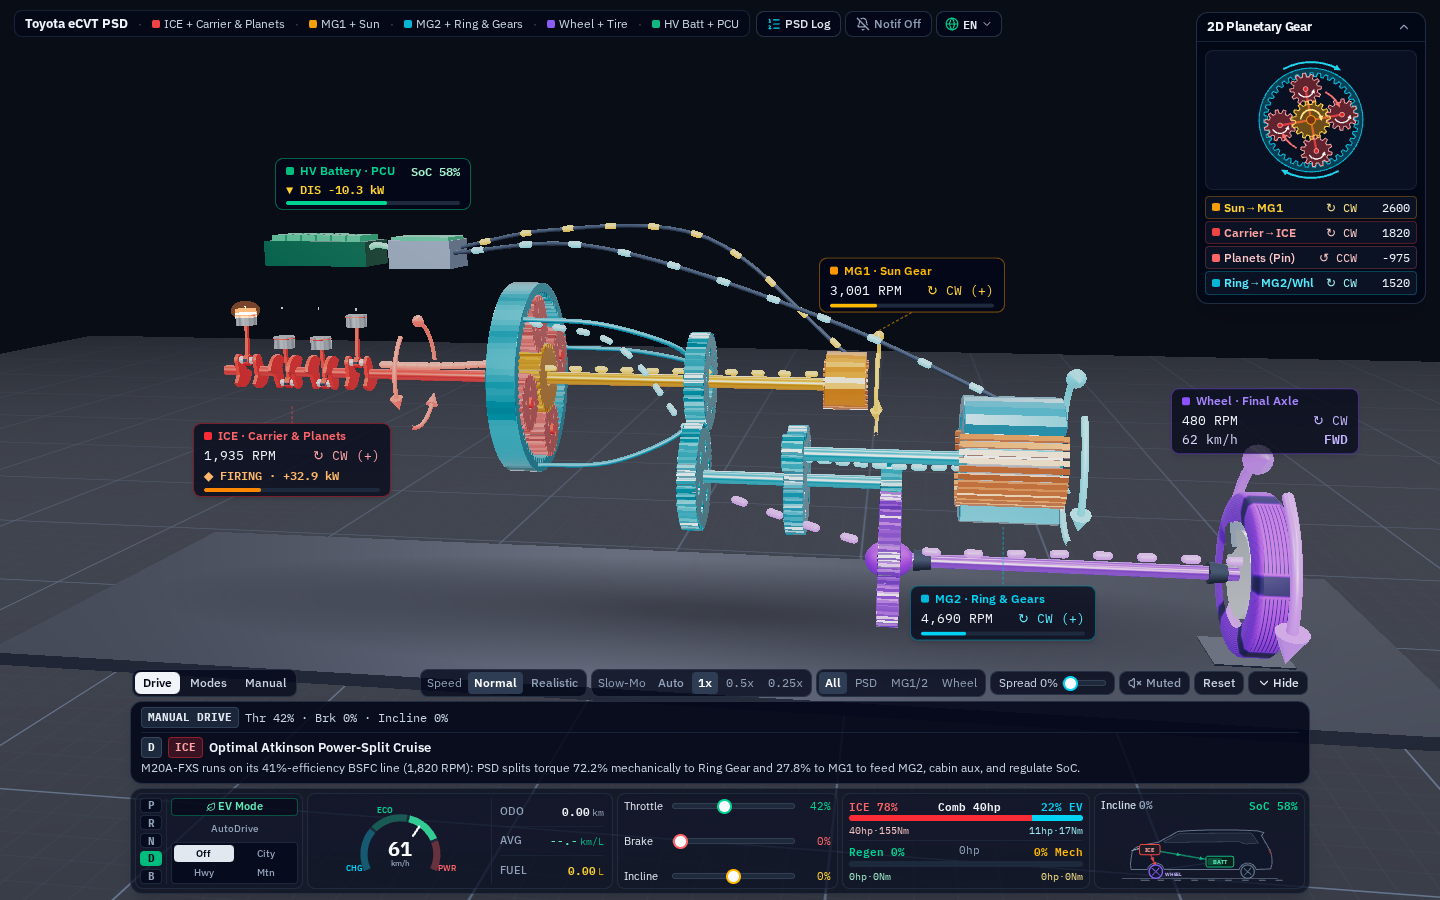 Toyota eCVT PSD · ICE + Carrier & Planets · MG1 + Sun · MG2 + Ring & Gears · Wheel + Tire · HV Batt + PCU
PSD Log
Notif Off
EN
2D Planetary Gear
Sun→MG1 ↻ CW 2600
Carrier→ICE ↻ CW 1820
Planets (Pin) ↺ CCW -975
Ring→MG2/Whl ↻ CW 1520
HV Battery · PCU SoC 58%
▼ DIS -10.3 kW
MG1 · Sun Gear
3,001 RPM ↻ CW (+)
Wheel · Final Axle
480 RPM ↻ CW
62 km/h FWD
ICE · Carrier & Planets
1,935 RPM ↻ CW (+)
◆ FIRING · +32.9 kW
MG2 · Ring & Gears
4,690 RPM ↻ CW (+)
Drive Modes Manual
Speed Normal Realistic
Slow-Mo Auto 1x 0.5x 0.25x
All PSD MG1/2 Wheel
Spread 0%
Muted
Reset
Hide
MANUAL DRIVE Thr 42% · Brk 0% · Incline 0%
D ICE Optimal Atkinson Power-Split Cruise
M20A-FXS runs on its 41%-efficiency BSFC line (1,820 RPM): PSD splits torque 72.2% mechanically to Ring Gear and 27.8% to MG1 to feed MG2, cabin aux, and regulate SoC.
P
R
N
D
B
EV Mode
AutoDrive
Off City
Hwy Mtn
ECO
CHG
PWR
61
km/h
ODO 0.00 km
AVG --.- km/L
FUEL 0.00 L
Throttle 42%
Brake 0%
Incline 0%
ICE 78% Comb 40hp 22% EV
40hp·155Nm 11hp·17Nm
Regen 0% 0hp 0% Mech
0hp·0Nm 0hp·0Nm
Incline 0% SoC 58%
ICE
BATT
WHEEL